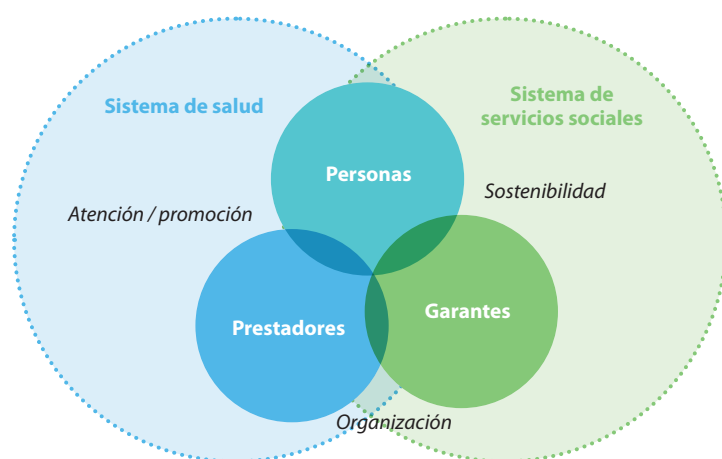 Sistema de salud
Sistema de
servicios sociales
Personas
Sostenibilidad
Atención / promoción
Prestadores
Garantes
Organización